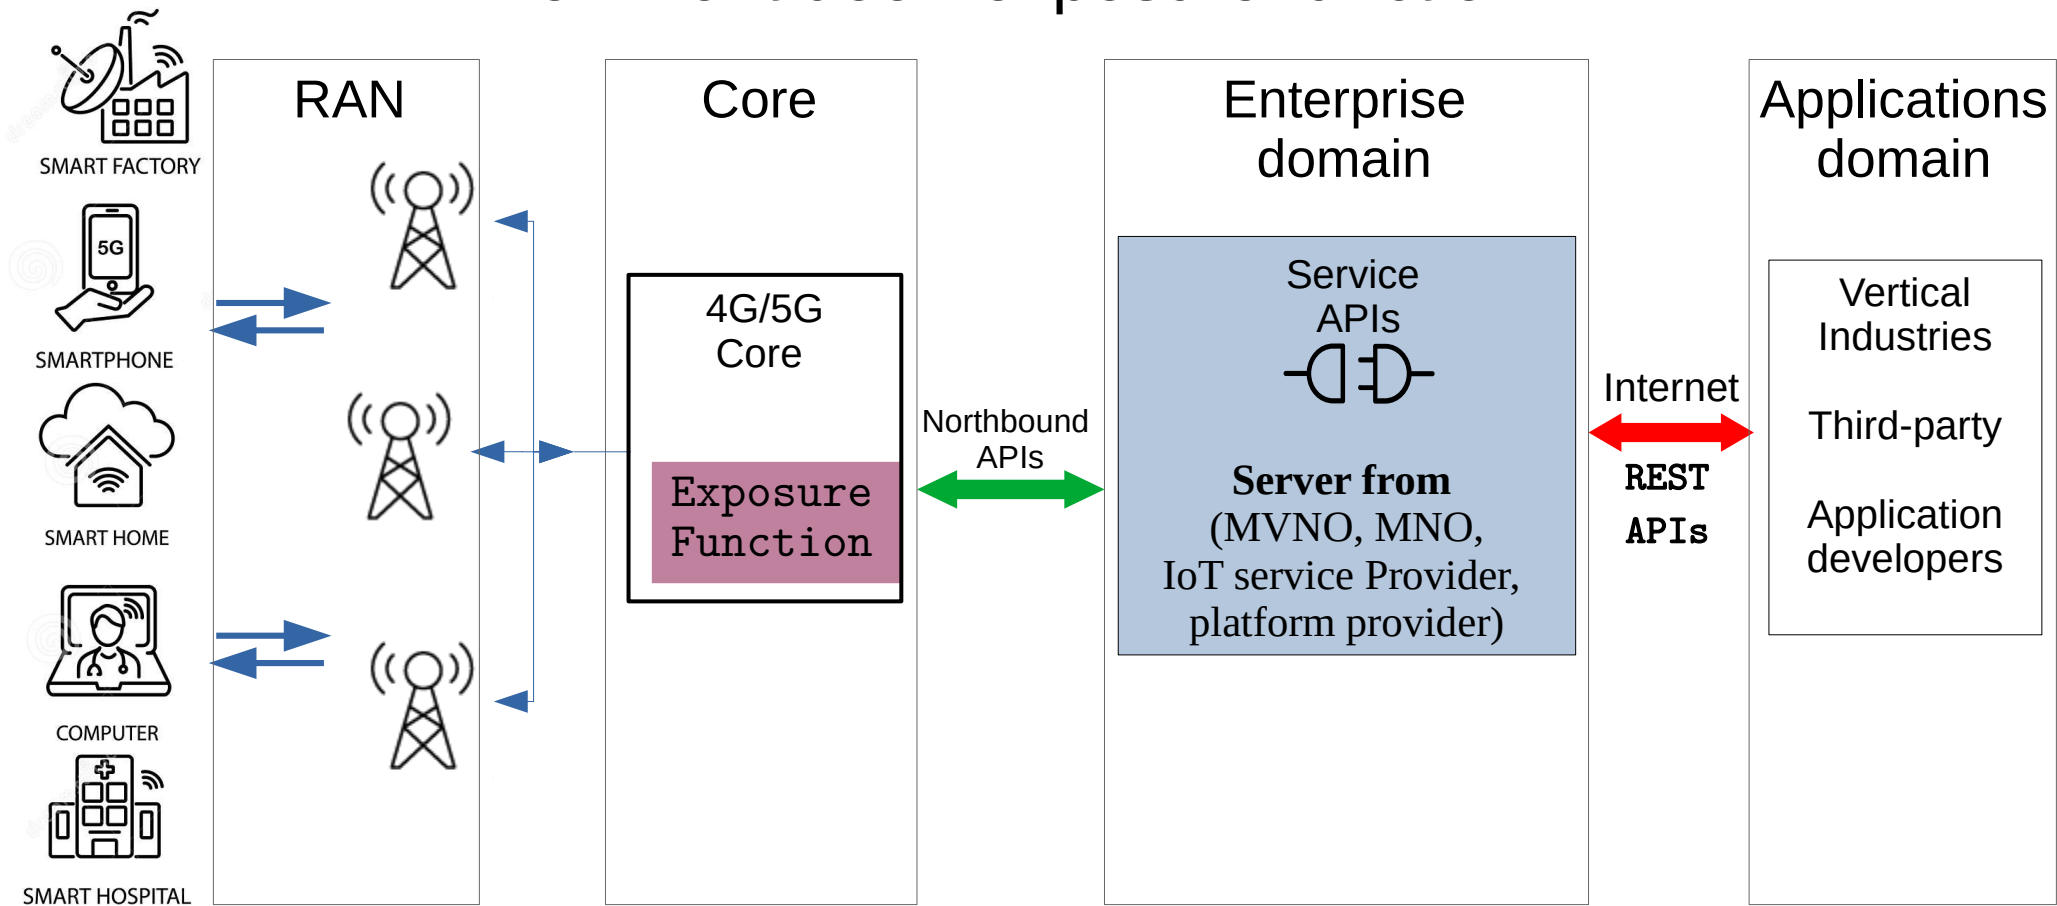 RAN
Core
Enterprise
domain
Applications
domain
SMART FACTORY
5G
SMARTPHONE
SMART HOME
COMPUTER
SMART HOSPITAL
4G/5G
Core
Exposure
Function
Northbound
APIs
Service
APIs
Server from
(MVNO, MNO,
IoT service Provider,
platform provider)
Internet
REST
APIs
Vertical
Industries
Third-party
Application
developers